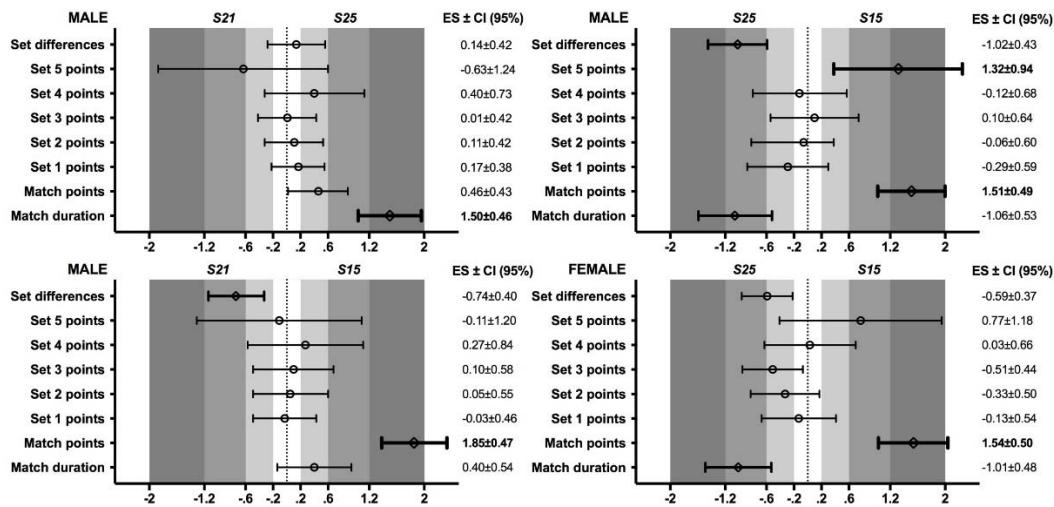 MALE S21 S25 ES ± CI (95%)
Set differences 0.14±0.42
Set 5 points -0.63±1.24
Set 4 points 0.40±0.73
Set 3 points 0.01±0.42
Set 2 points 0.11±0.42
Set 1 points 0.17±0.38
Match points 0.46±0.43
Match duration 1.50±0.46
-2 -1.2 -.6 -.2 .2 .6 1.2 2
MALE S25 S15 ES ± CI (95%)
Set differences -1.02±0.43
Set 5 points 1.32±0.94
Set 4 points -0.12±0.68
Set 3 points 0.10±0.64
Set 2 points -0.06±0.60
Set 1 points -0.29±0.59
Match points 1.51±0.49
Match duration -1.06±0.53
-2 -1.2 -.6 -.2 .2 .6 1.2 2
MALE S21 S15 ES ± CI (95%)
Set differences -0.74±0.40
Set 5 points -0.11±1.20
Set 4 points 0.27±0.84
Set 3 points 0.10±0.58
Set 2 points 0.05±0.55
Set 1 points -0.03±0.46
Match points 1.85±0.47
Match duration 0.40±0.54
-2 -1.2 -.6 -.2 .2 .6 1.2 2
FEMALE S25 S15 ES ± CI (95%)
Set differences -0.59±0.37
Set 5 points 0.77±1.18
Set 4 points 0.03±0.66
Set 3 points -0.51±0.44
Set 2 points -0.33±0.50
Set 1 points -0.13±0.54
Match points 1.54±0.50
Match duration -1.01±0.48
-2 -1.2 -.6 -.2 .2 .6 1.2 2